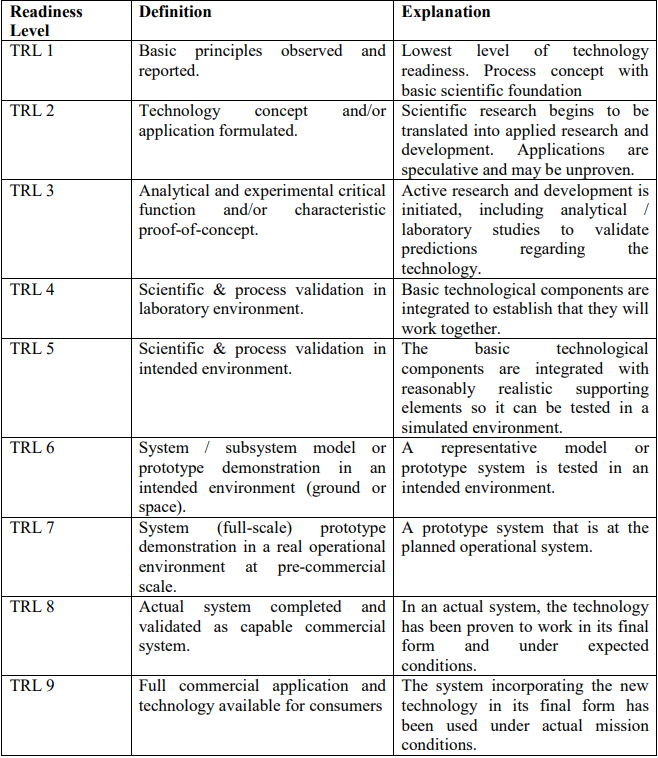 Readiness Level
Definition
Explanation
TRL 1
Basic principles observed and
reported.
Lowest level of technology
readiness. Process concept with
basic scientific foundation
TRL 2
Technology concept and/or
application formulated.
Scientific research begins to be
translated into applied research and
development. Applications are
speculative and may be unproven.
TRL 3
Analytical and experimental critical
function and/or characteristic
proof-of-concept.
Active research and development is
initiated, including analytical /
laboratory studies to validate
predictions regarding the
technology.
TRL 4
Scientific & process validation in
laboratory environment.
Basic technological components are
integrated to establish that they will
work together.
TRL 5
Scientific & process validation in
intended environment.
The basic technological
components are integrated with
reasonably realistic supporting
elements so it can be tested in a
simulated environment.
TRL 6
System / subsystem model or
prototype demonstration in an
intended environment (ground or
space).
A representative model or
prototype system is tested in an
intended environment.
TRL 7
System (full-scale) prototype
demonstration in a real operational
environment at pre-commercial
scale.
A prototype system that is at the
planned operational system.
TRL 8
Actual system completed and
validated as capable commercial
system.
In an actual system, the technology
has been proven to work in its final
form and under expected
conditions.
TRL 9
Full commercial application and
technology available for consumers
The system incorporating the new
technology in its final form has
been used under actual mission
conditions.